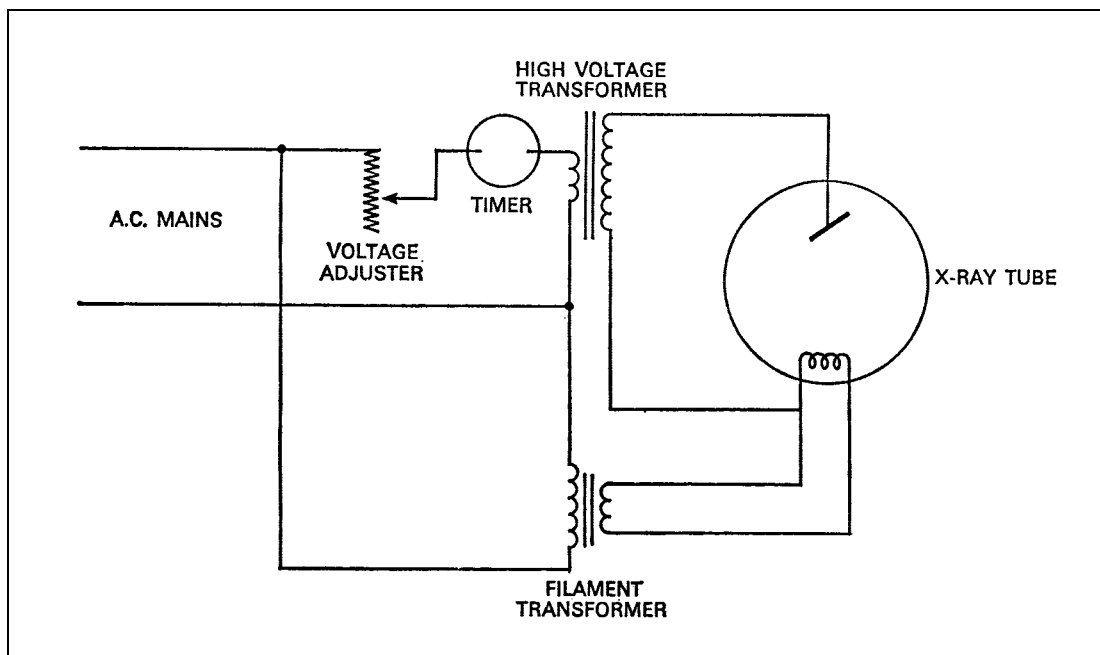 HIGH VOLTAGE
TRANSFORMER
A.C. MAINS
TIMER
VOLTAGE
ADJUSTER
X-RAY TUBE
FILAMENT
TRANSFORMER